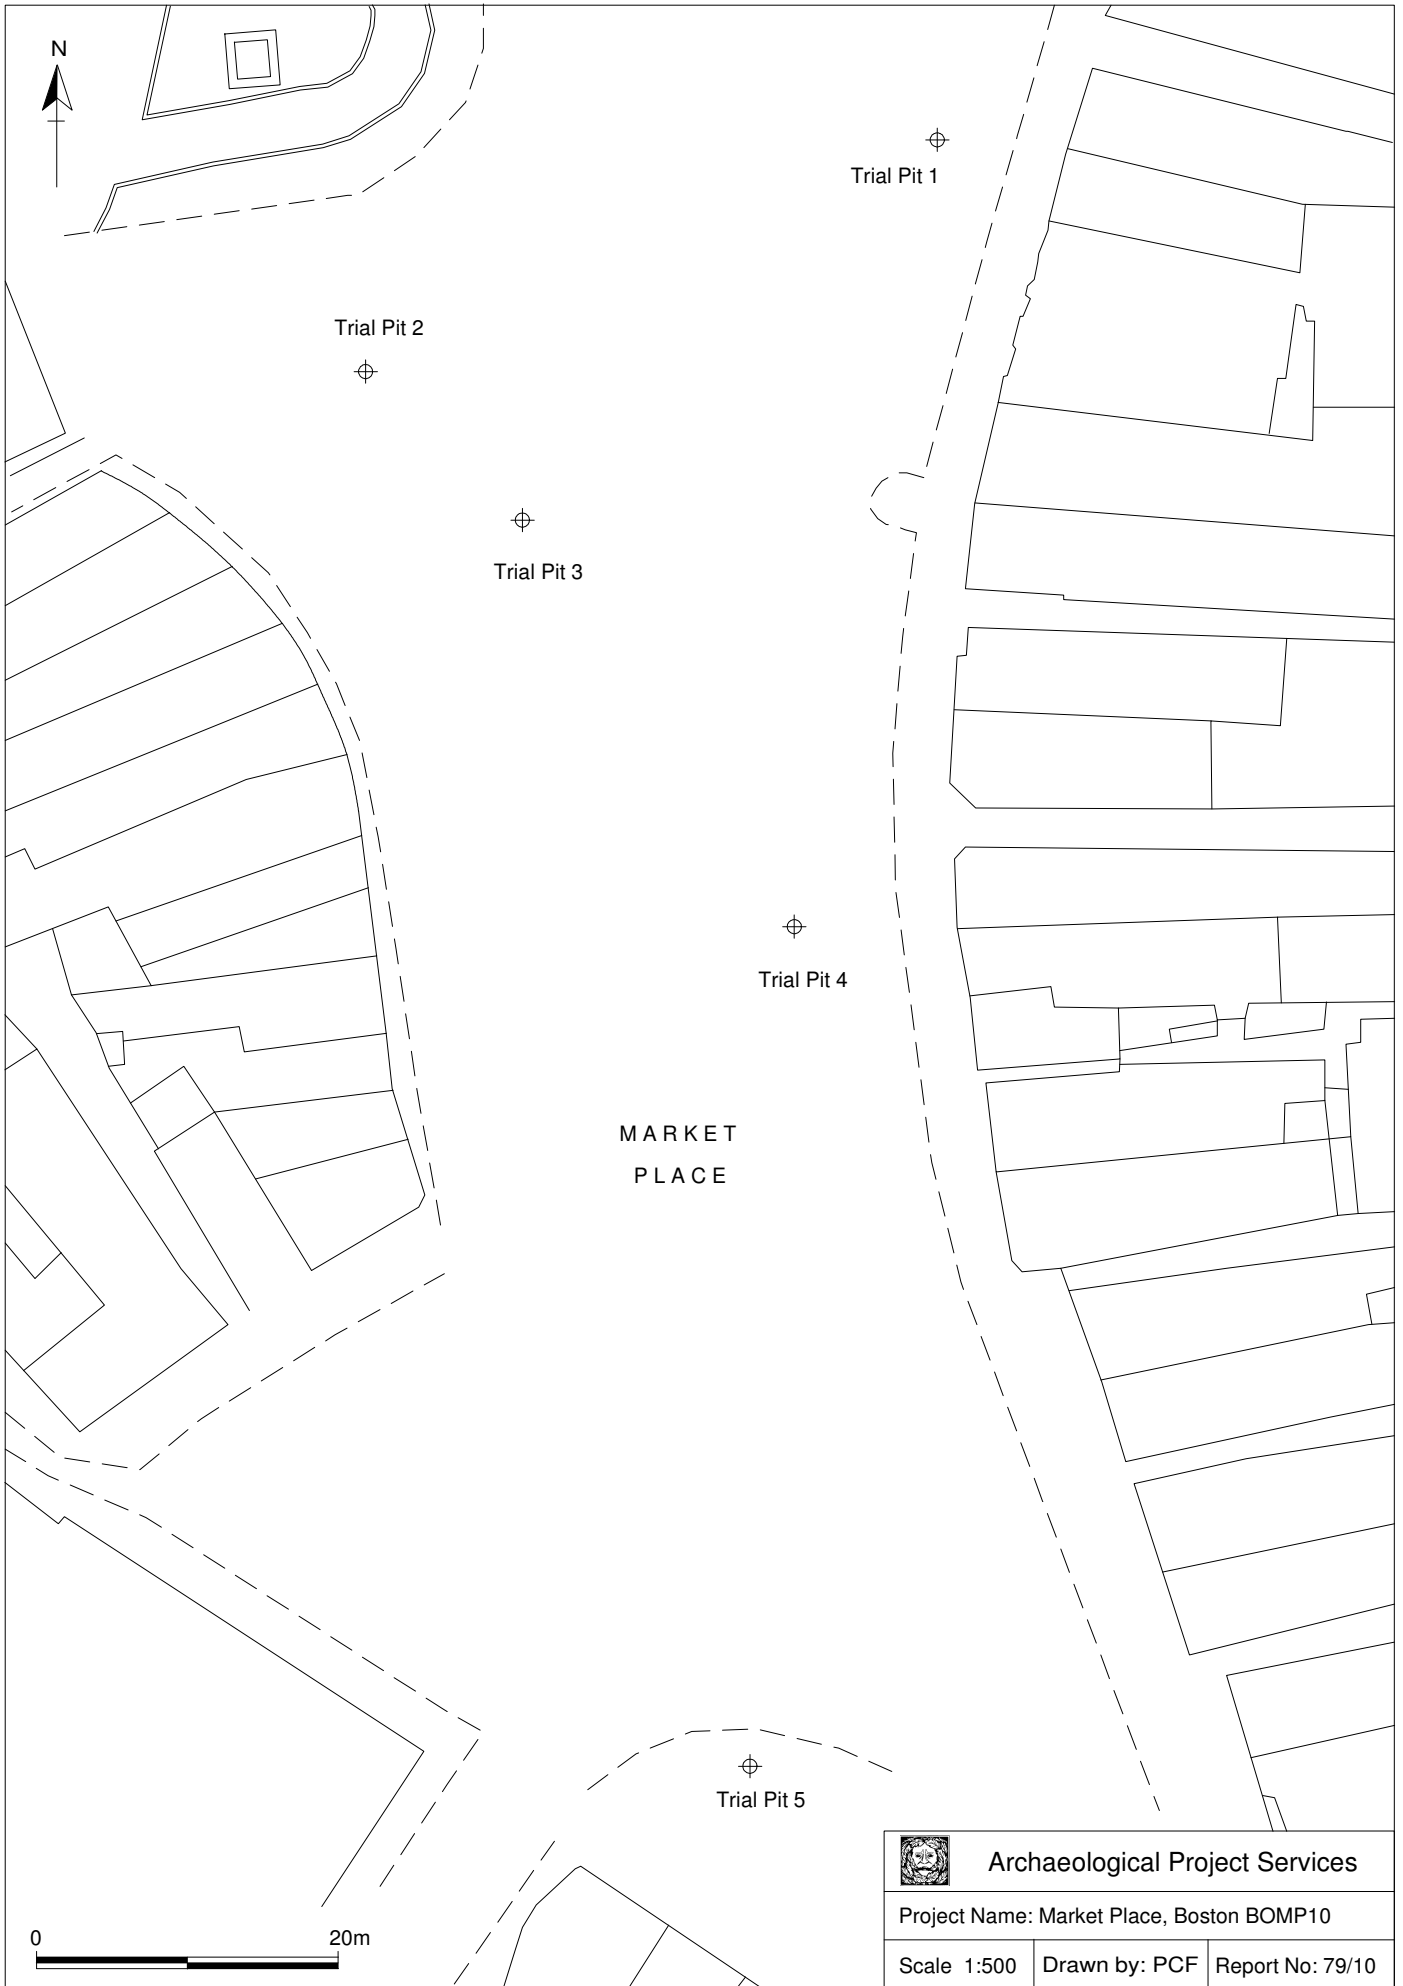 N
Trial Pit 1
Trial Pit 2
Trial Pit 3
Trial Pit 4
MARKET
PLACE
Trial Pit 5
0 20m
Archaeological Project Services
Project Name: Market Place, Boston BOMP10
Scale 1:500 Drawn by: PCF Report No: 79/10